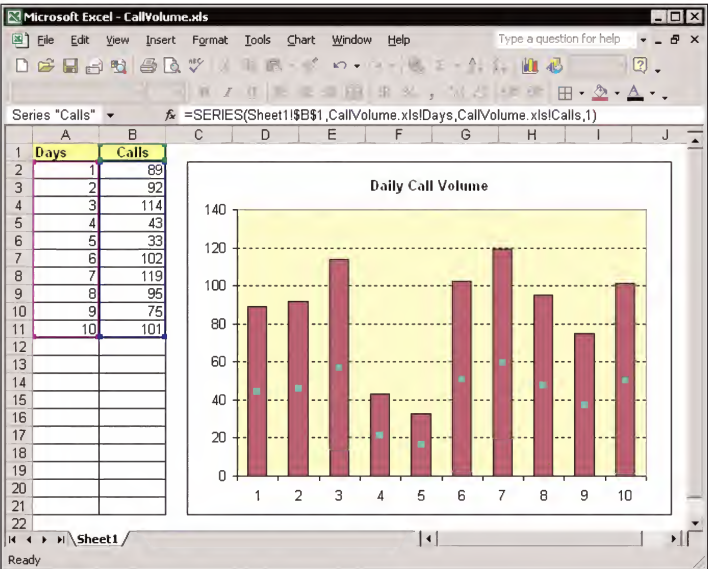 Microsoft Excel - CallVolume.xls
File Edit View Insert Format Tools Chart Window Help Type a question for help
Series "Calls" fx =SERIES(Sheet1!$B$1,CallVolume.xls!Days,CallVolume.xls!Calls,1)
A B C D E F G H I J
1 Days Calls
2 1 89
3 2 92
4 3 114
5 4 43
6 5 33
7 6 102
8 7 119
9 8 95
10 9 75
11 10 101
12
13
14
15
16
17
18
19
20
21
22
Daily Call Volume
140
120
100
80
60
40
20
0
1 2 3 4 5 6 7 8 9 10
Sheet1
Ready